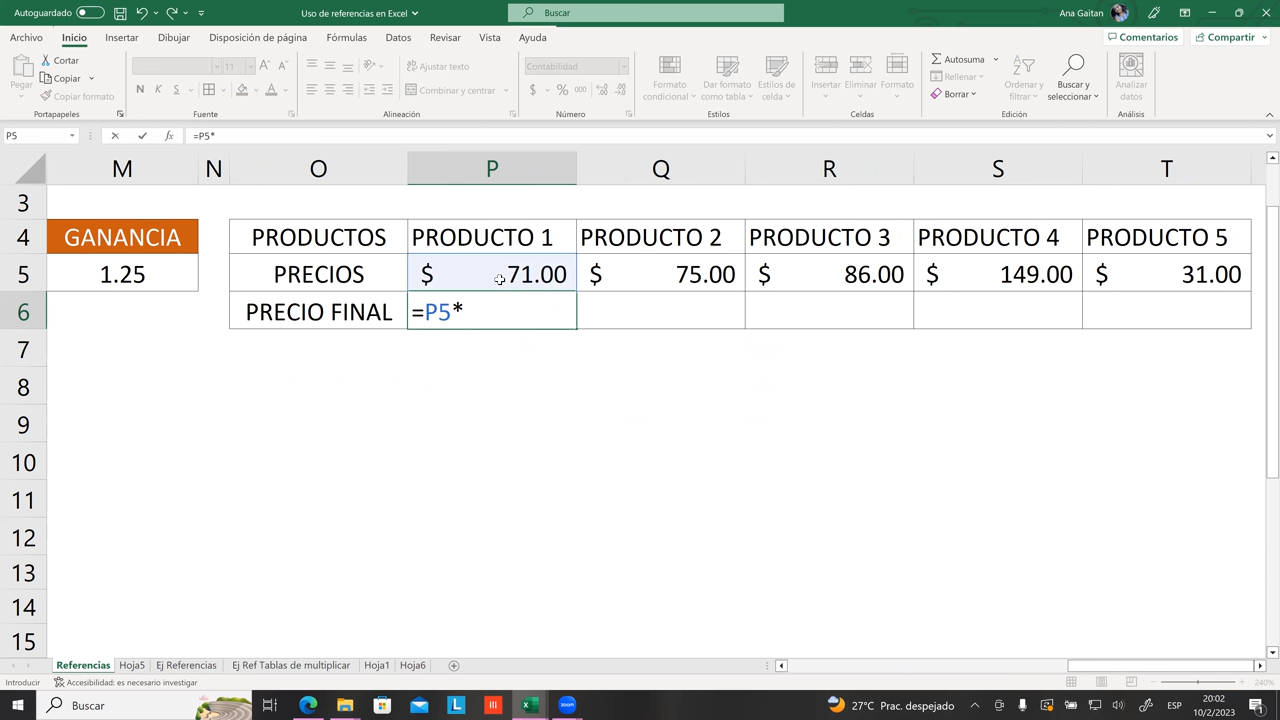 Autoguardado
Uso de referencias en Excel
Buscar
Ana Gaitan
Archivo Inicio Insertar Dibujar Disposición de página Fórmulas Datos Revisar Vista Ayuda Comentarios Compartir
Pegar
Cortar
Copiar
Copiar formato
Portapapeles
11
N K S
Fuente
Ajustar texto
Combinar y centrar
Alineación
Contabilidad
$ % 000
Número
Formato condicional
Dar formato como tabla
Estilos de celda
Estilos
Insertar Eliminar Formato
Celdas
Autosuma
Rellenar
Borrar
Ordenar y filtrar
Buscar y seleccionar
Edición
Analizar datos
Análisis
P5 =P5*
M N O P Q R S T
3
4 GANANCIA PRODUCTOS PRODUCTO 1 PRODUCTO 2 PRODUCTO 3 PRODUCTO 4 PRODUCTO 5
5 1.25 PRECIOS $ 71.00 $ 75.00 $ 86.00 $ 149.00 $ 31.00
6 PRECIO FINAL =P5*
7
8
9
10
11
12
13
14
15
Referencias Hoja5 Ej Referencias Ej Ref Tablas de multiplicar Hoja1 Hoja6
Introducir Accesibilidad: es necesario investigar 240%
Buscar
L
zoom
27°C Prac. despejado
ESP
20:02
10/2/2023
1